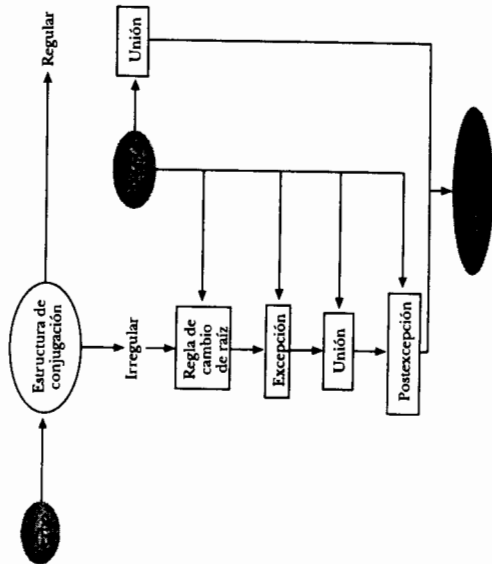 Estructura de
conjugación
Regular
Irregular
Unión
Regla de
cambio
de raíz
Excepción
Unión
Postexcepción